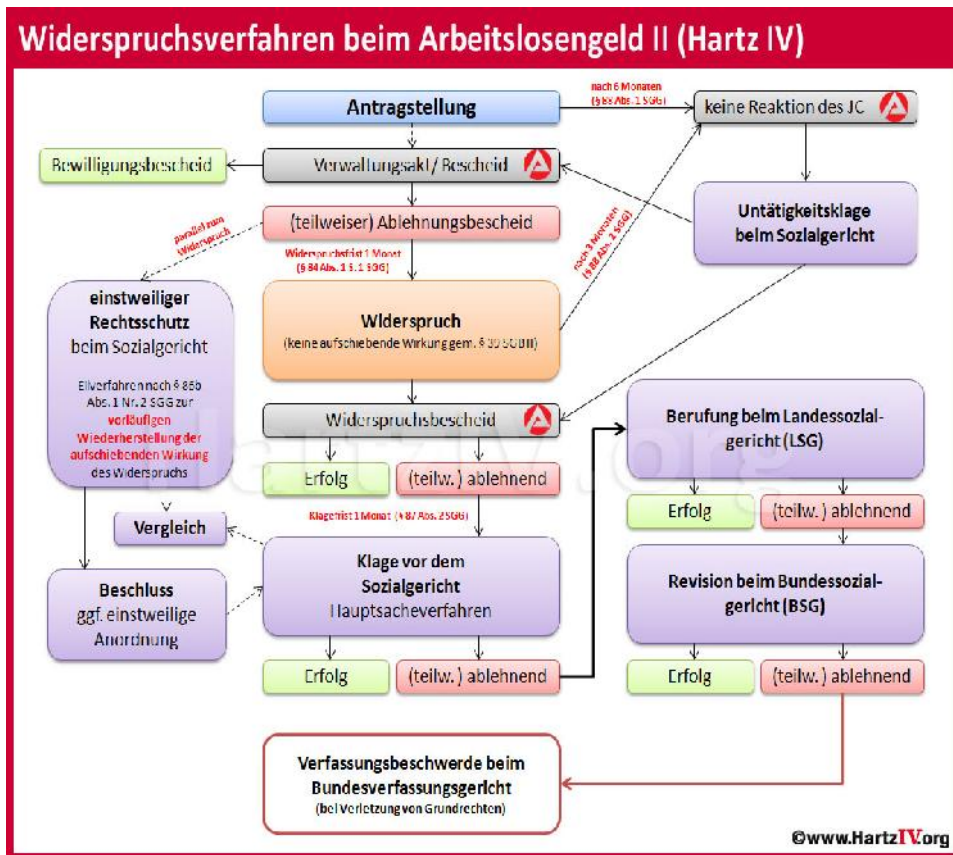 Widerspruchsverfahren beim Arbeitslosengeld II (Hartz IV)
nach 6 Monaten
(§ 88 Abs. 1 SGG)
Antragstellung
keine Reaktion des JC
Bewilligungsbescheid
Verwaltungsakt/ Bescheid
(teilweiser) Ablehnungsbescheid
Untätigkeitsklage
beim Sozialgericht
parallel zum
Widerspruch
Widerspruchsfrist 1 Monat
(§ 84 Abs. 1 S. 1 SGG)
nach 3 Monaten
(§ 88 Abs. 2 SGG)
einstweiliger
Rechtsschutz
beim Sozialgericht
Eilverfahren nach § 86b
Abs. 1 Nr. 2 SGG zur
vorläufigen
Wiederherstellung der
aufschiebenden Wirkung
des Widerspruchs
Widerspruch
(keine aufschiebende Wirkung gem. § 39 SGB II)
Widerspruchsbescheid
Erfolg
(teilw.) ablehnend
Klagefrist 1 Monat (§ 87 Abs. 2 SGG)
Vergleich
Beschluss
ggf. einstweilige
Anordnung
Klage vor dem
Sozialgericht
Hauptsacheverfahren
Erfolg
(teilw.) ablehnend
Berufung beim Landessozial-
gericht (LSG)
Erfolg
(teilw.) ablehnend
Revision beim Bundessozial-
gericht (BSG)
Erfolg
(teilw.) ablehnend
Verfassungsbeschwerde beim
Bundesverfassungsgericht
(bei Verletzung von Grundrechten)
HartzIV.org
©www.HartzIV.org